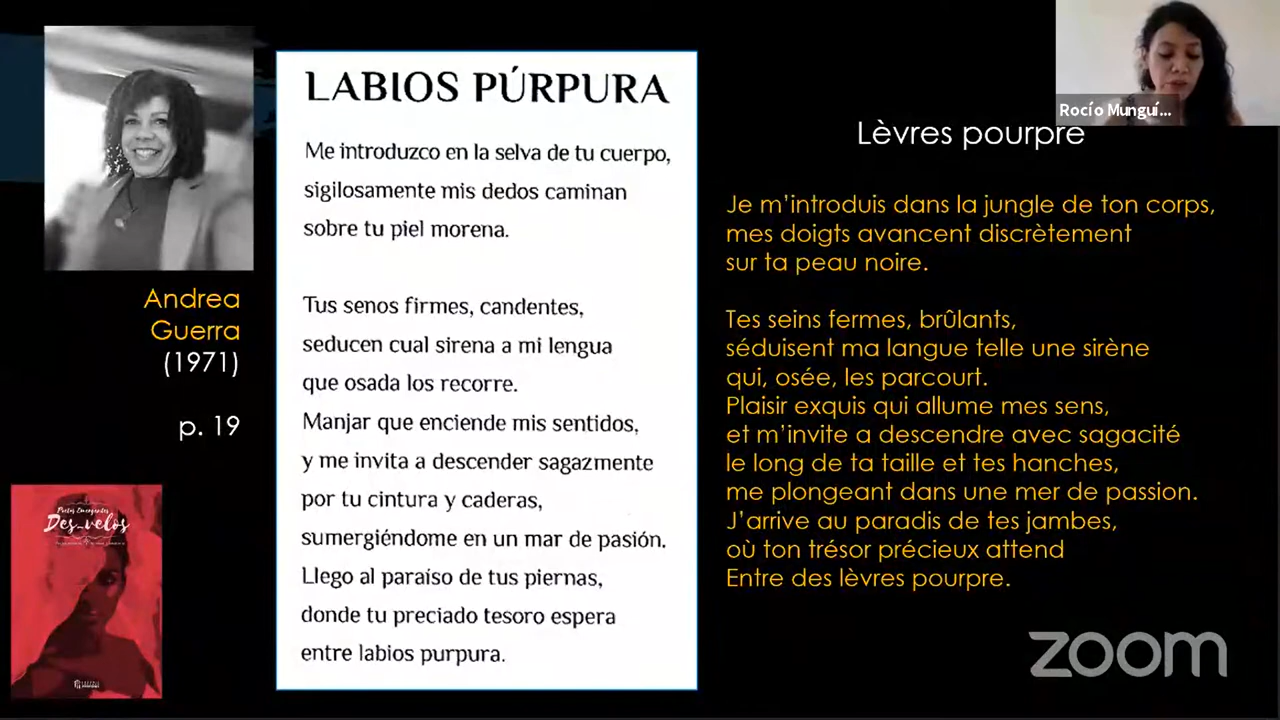 Andrea
Guerra
(1971)
p. 19
Poetas Emergentes
Des_velos
LABIOS PÚRPURA
Me introduzco en la selva de tu cuerpo,
sigilosamente mis dedos caminan
sobre tu piel morena.
Tus senos firmes, candentes,
seducen cual sirena a mi lengua
que osada los recorre.
Manjar que enciende mis sentidos,
y me invita a descender sagazmente
por tu cintura y caderas,
sumergiéndome en un mar de pasión.
Llego al paraíso de tus piernas,
donde tu preciado tesoro espera
entre labios purpura.
Rocío Munguí...
Lèvres pourpre
Je m'introduis dans la jungle de ton corps,
mes doigts avancent discrètement
sur ta peau noire.
Tes seins fermes, brûlants,
séduisent ma langue telle une sirène
qui, osée, les parcourt.
Plaisir exquis qui allume mes sens,
et m'invite a descendre avec sagacité
le long de ta taille et tes hanches,
me plongeant dans une mer de passion.
J'arrive au paradis de tes jambes,
où ton trésor précieux attend
Entre des lèvres pourpre.
zoom